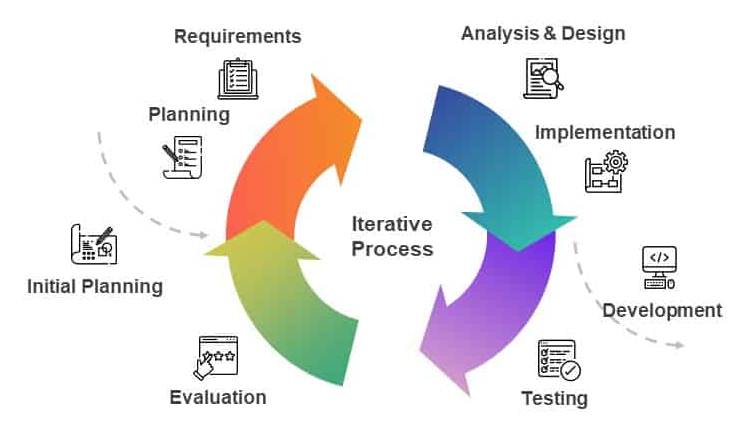 Requirements
Analysis & Design
Planning
Implementation
Iterative
Process
Initial Planning
Development
Evaluation
Testing